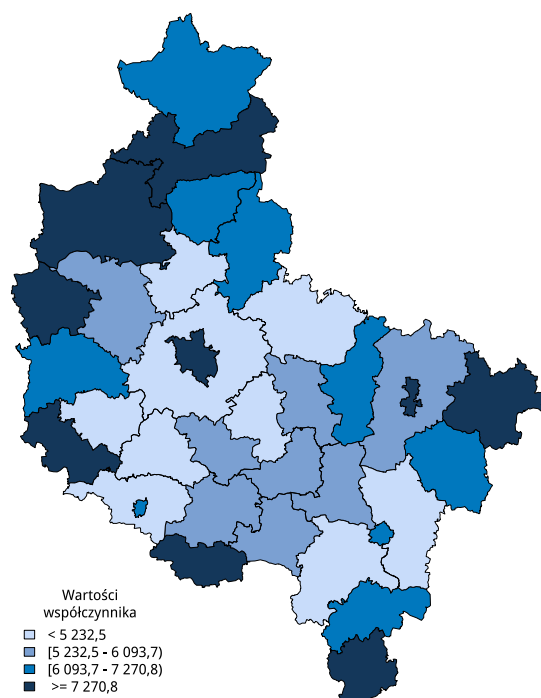 Wartości
współczynnika
< 5 232,5
[5 232,5 - 6 093,7)
[6 093,7 - 7 270,8)
>= 7 270,8